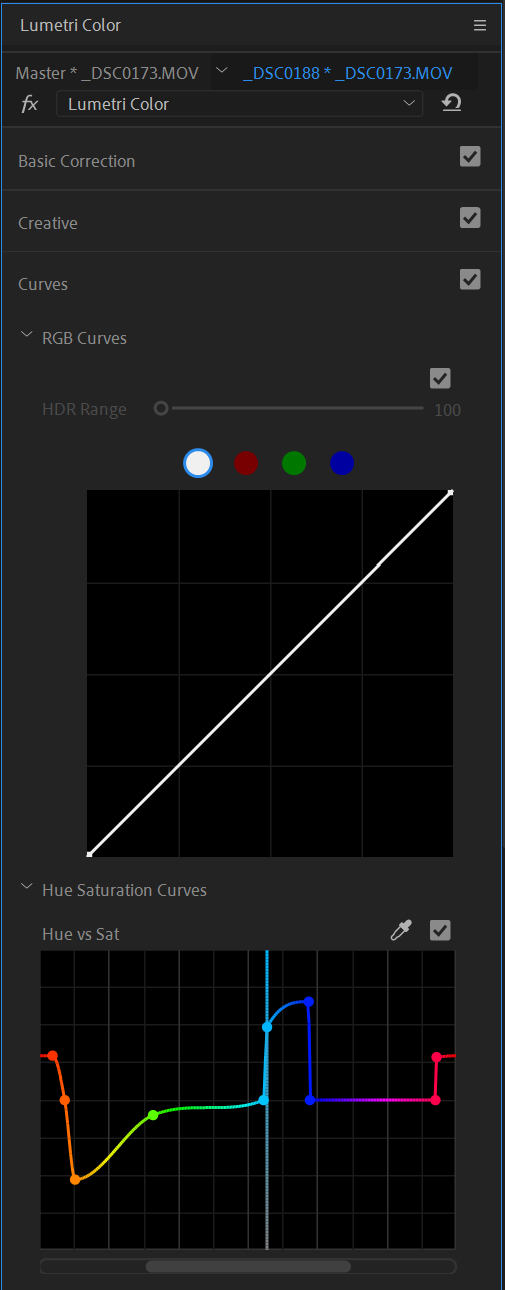 Lumetri Color
Master * _DSC0173.MOV _DSC0188 * _DSC0173.MOV
fx Lumetri Color
Basic Correction
Creative
Curves
RGB Curves
HDR Range 100
Hue Saturation Curves
Hue vs Sat